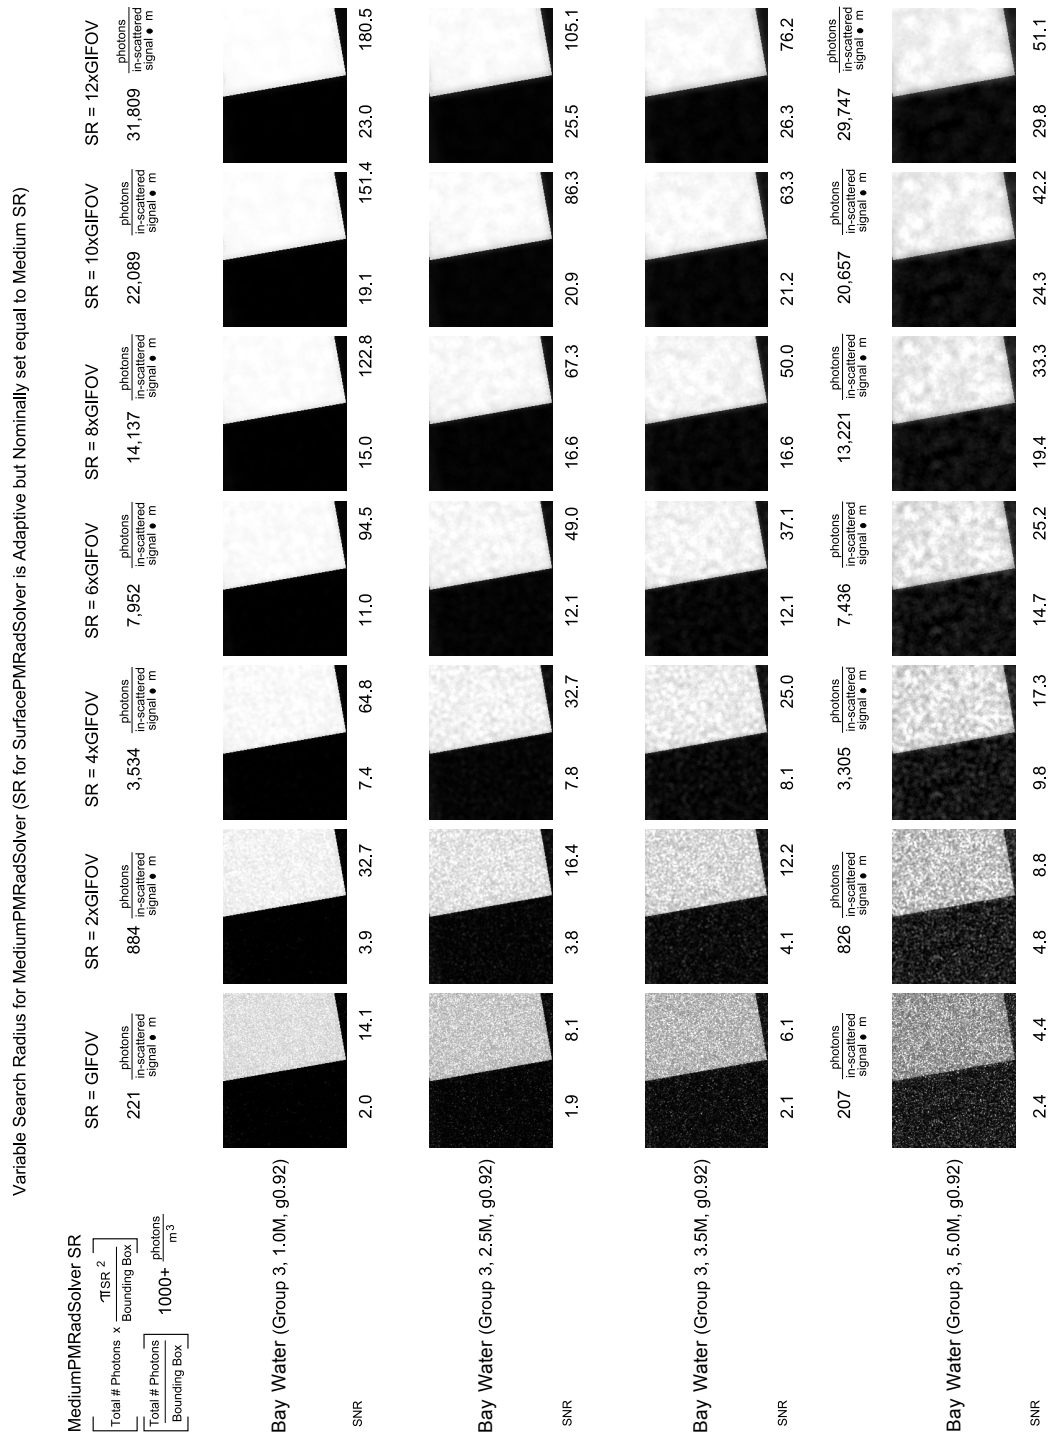 Variable Search Radius for MediumPMRadSolver (SR for SurfacePMRadSolver is Adaptive but Nominally set equal to Medium SR)
MediumPMRadSolver SR
SR = GIFOV SR = 2xGIFOV SR = 4xGIFOV SR = 6xGIFOV SR = 8xGIFOV SR = 10xGIFOV SR = 12xGIFOV
[Total # Photons x πSR² / Bounding Box]
[Total # Photons / Bounding Box] 1000+ photons / m³
221 photons / in-scattered signal • m
884 photons / in-scattered signal • m
3,534 photons / in-scattered signal • m
7,952 photons / in-scattered signal • m
14,137 photons / in-scattered signal • m
22,089 photons / in-scattered signal • m
31,809 photons / in-scattered signal • m
Bay Water (Group 3, 1.0M, g0.92)
SNR 2.0 14.1 3.9 32.7 7.4 64.8 11.0 94.5 15.0 122.8 19.1 151.4 23.0 180.5
Bay Water (Group 3, 2.5M, g0.92)
SNR 1.9 8.1 3.8 16.4 7.8 32.7 12.1 49.0 16.6 67.3 20.9 86.3 25.5 105.1
Bay Water (Group 3, 3.5M, g0.92)
SNR 2.1 6.1 4.1 12.2 8.1 25.0 12.1 37.1 16.6 50.0 21.2 63.3 26.3 76.2
207 photons / in-scattered signal • m
826 photons / in-scattered signal • m
3,305 photons / in-scattered signal • m
7,436 photons / in-scattered signal • m
13,221 photons / in-scattered signal • m
20,657 photons / in-scattered signal • m
29,747 photons / in-scattered signal • m
Bay Water (Group 3, 5.0M, g0.92)
SNR 2.4 4.4 4.8 8.8 9.8 17.3 14.7 25.2 19.4 33.3 24.3 42.2 29.8 51.1